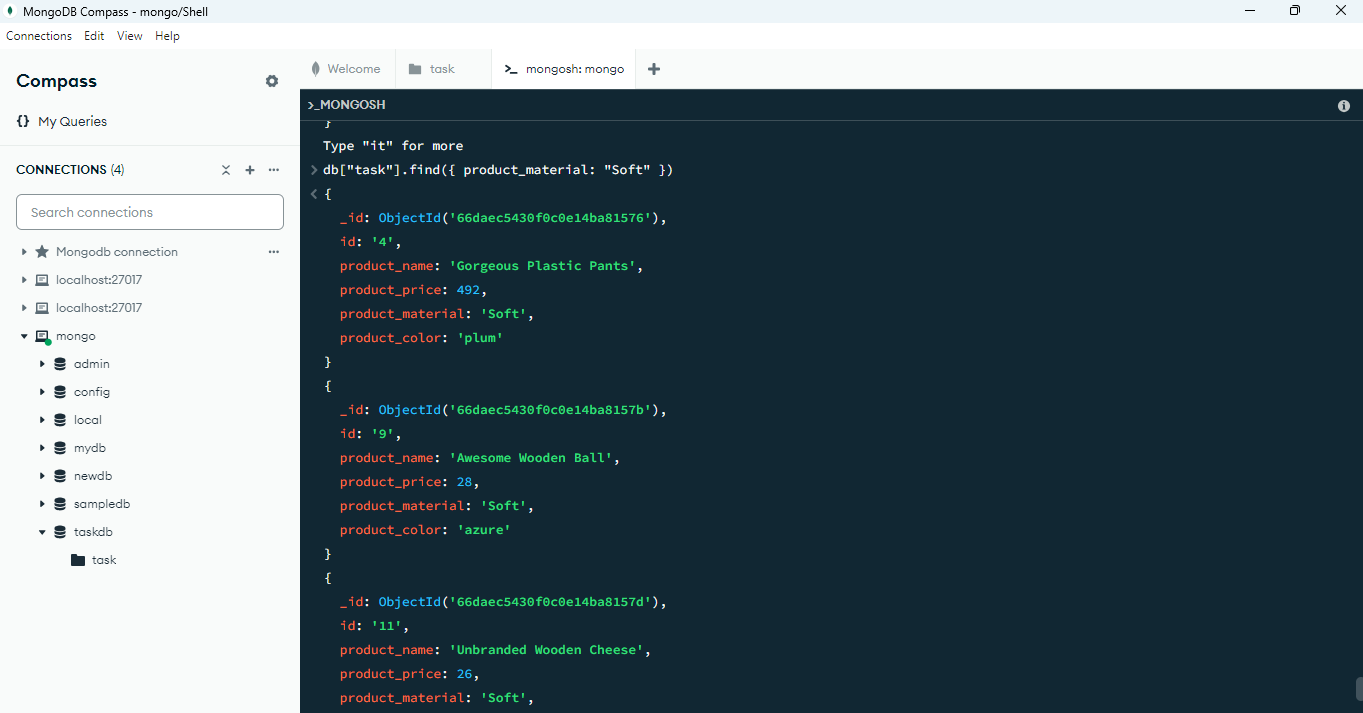 MongoDB Compass - mongo/Shell
Connections Edit View Help
Compass
{} My Queries
CONNECTIONS (4)
Search connections
Mongodb connection
localhost:27017
localhost:27017
mongo
admin
config
local
mydb
newdb
sampledb
taskdb
task
Welcome
task
>_ mongosh: mongo
>_MONGOSH
}
Type "it" for more
> db["task"].find({ product_material: "Soft" })
< {
_id: ObjectId('66daec5430f0c0e14ba81576'),
id: '4',
product_name: 'Gorgeous Plastic Pants',
product_price: 492,
product_material: 'Soft',
product_color: 'plum'
}
{
_id: ObjectId('66daec5430f0c0e14ba8157b'),
id: '9',
product_name: 'Awesome Wooden Ball',
product_price: 28,
product_material: 'Soft',
product_color: 'azure'
}
{
_id: ObjectId('66daec5430f0c0e14ba8157d'),
id: '11',
product_name: 'Unbranded Wooden Cheese',
product_price: 26,
product_material: 'Soft',